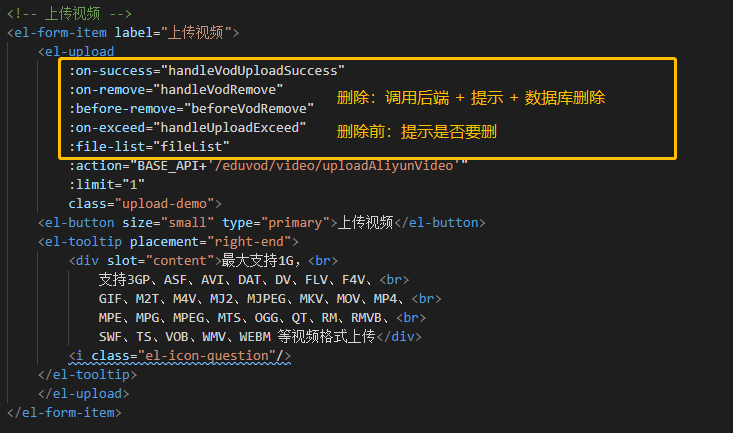 <!-- 上传视频 -->
<el-form-item label="上传视频">
<el-upload
:on-success="handleVodUploadSuccess"
:on-remove="handleVodRemove"
删除: 调用后端 + 提示 + 数据库删除
:before-remove="beforeVodRemove"
:on-exceed="handleUploadExceed"
删除前: 提示是否要删
:file-list="fileList"
:action="BASE_API+'/eduvod/video/uploadAliyunVideo'"
:limit="1"
class="upload-demo">
<el-button size="small" type="primary">上传视频</el-button>
<el-tooltip placement="right-end">
<div slot="content">最大支持1G，<br>
支持3GP、ASF、AVI、DAT、DV、FLV、F4V、<br>
GIF、M2T、M4V、MJ2、MJPEG、MKV、MOV、MP4、<br>
MPE、MPG、MPEG、MTS、OGG、QT、RM、RMVB、<br>
SWF、TS、VOB、WMV、WEBM 等视频格式上传</div>
<i class="el-icon-question"/>
</el-tooltip>
</el-upload>
</el-form-item>